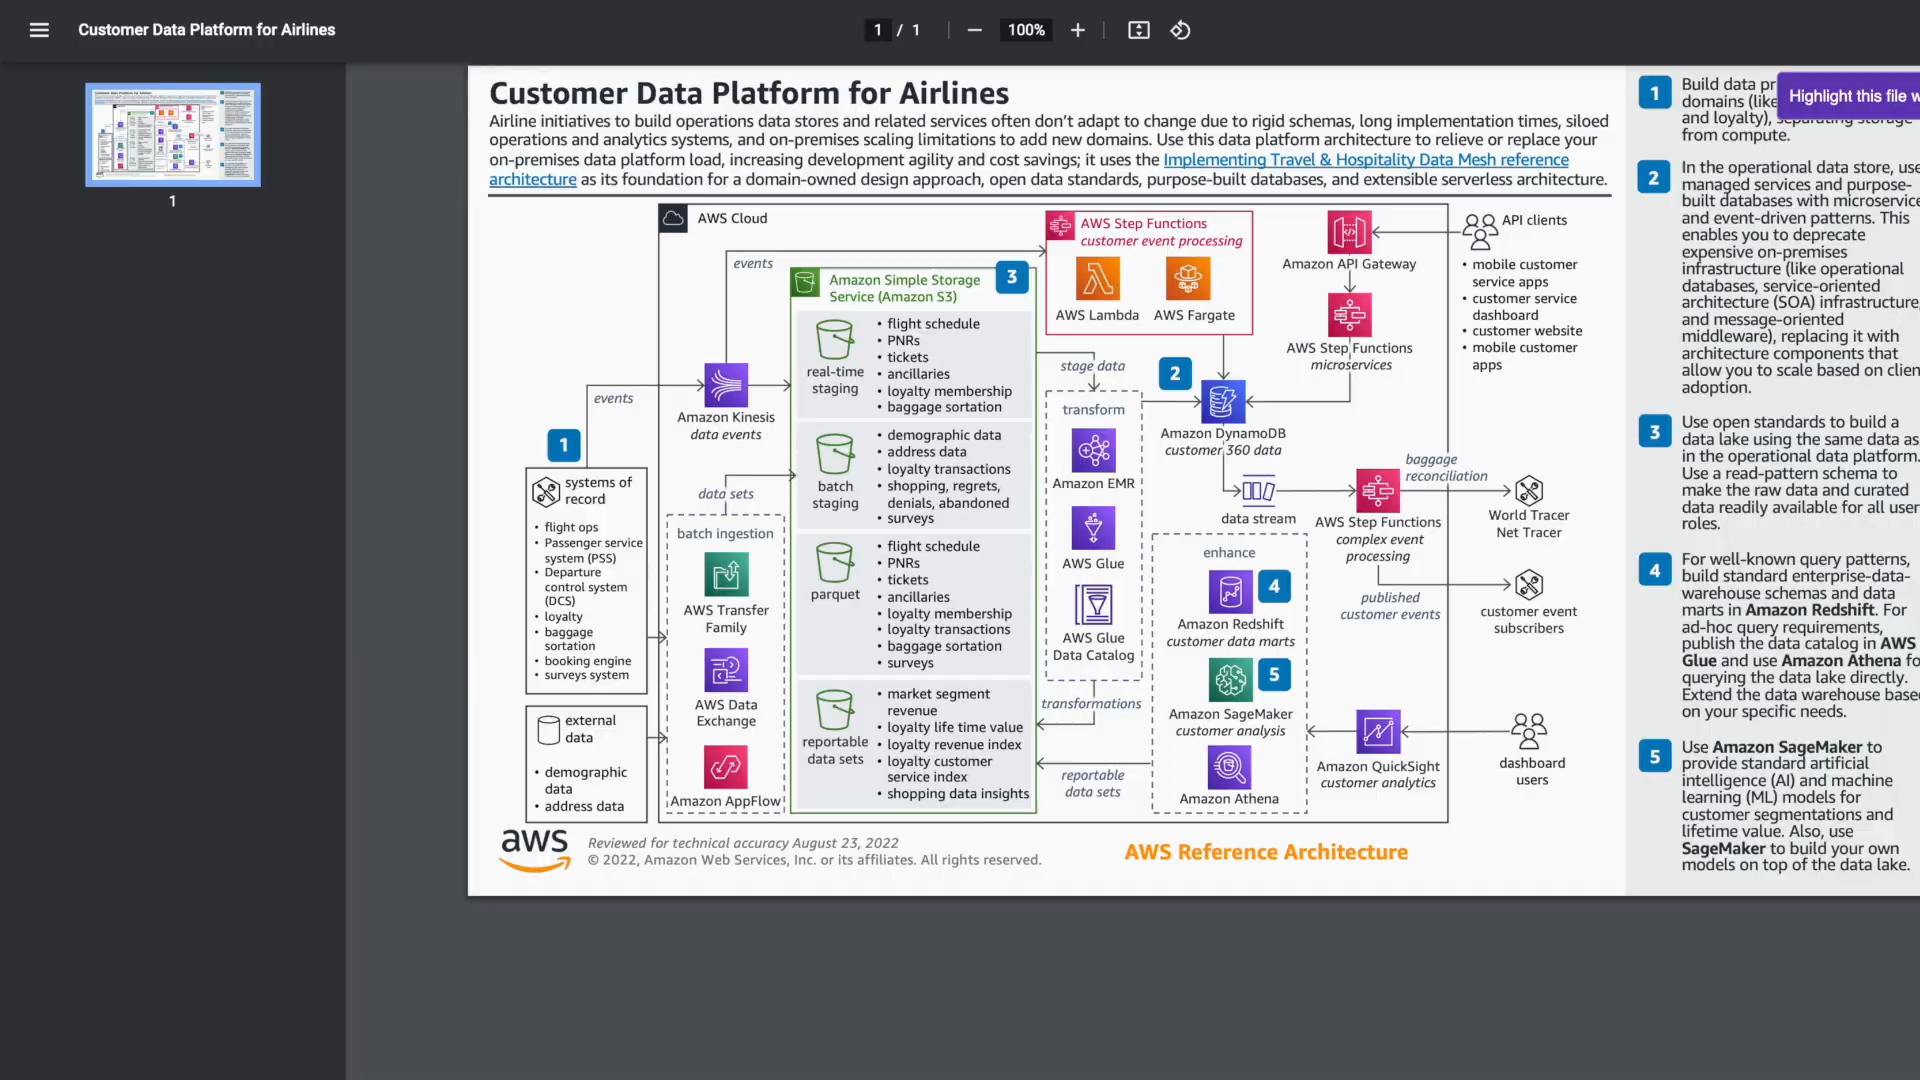 Customer Data Platform for Airlines
1 / 1
100%
1
Customer Data Platform for Airlines
Airline initiatives to build operations data stores and related services often don't adapt to change due to rigid schemas, long implementation times, siloed
operations and analytics systems, and on-premises scaling limitations to add new domains. Use this data platform architecture to relieve or replace your
on-premises data platform load, increasing development agility and cost savings; it uses the Implementing Travel & Hospitality Data Mesh reference
architecture as its foundation for a domain-owned design approach, open data standards, purpose-built databases, and extensible serverless architecture.
AWS Cloud
events
events
1
systems of
record
• flight ops
• Passenger service
system (PSS)
• Departure
control system
(DCS)
• loyalty
• baggage
sortation
• booking engine
• surveys system
external
data
• demographic
data
• address data
Amazon Kinesis
data events
data sets
batch ingestion
AWS Transfer
Family
AWS Data
Exchange
Amazon AppFlow
Amazon Simple Storage
Service (Amazon S3)
3
real-time
staging
• flight schedule
• PNRs
• tickets
• ancillaries
• loyalty membership
• baggage sortation
batch
staging
• demographic data
• address data
• loyalty transactions
• shopping, regrets,
denials, abandoned
• surveys
parquet
• flight schedule
• PNRs
• tickets
• ancillaries
• loyalty membership
• loyalty transactions
• baggage sortation
• surveys
reportable
data sets
• market segment
revenue
• loyalty life time value
• loyalty revenue index
• loyalty customer
service index
• shopping data insights
AWS Step Functions
customer event processing
AWS Lambda
AWS Fargate
stage data
transform
Amazon EMR
AWS Glue
AWS Glue
Data Catalog
transformations
reportable
data sets
2
Amazon DynamoDB
customer 360 data
data stream
enhance
4
Amazon Redshift
customer data marts
5
Amazon SageMaker
customer analysis
Amazon Athena
Amazon API Gateway
AWS Step Functions
microservices
AWS Step Functions
complex event
processing
published
customer events
baggage
reconciliation
World Tracer
Net Tracer
customer event
subscribers
Amazon QuickSight
customer analytics
dashboard
users
API clients
• mobile customer
service apps
• customer service
dashboard
• customer website
• mobile customer
apps
aws
Reviewed for technical accuracy August 23, 2022
© 2022, Amazon Web Services, Inc. or its affiliates. All rights reserved.
AWS Reference Architecture
Highlight this file
1
Build data
domains (like
and loyalty), separating storage
from compute.
2
In the operational data store, use
managed services and purpose-
built databases with microservice
and event-driven patterns. This
enables you to deprecate
expensive on-premises
infrastructure (like operational
databases, service-oriented
architecture (SOA) infrastructure,
and message-oriented
middleware), replacing it with
architecture components that
allow you to scale based on
adoption.
3
Use open standards to build a
data lake using the same data as
in the operational data platform.
Use a read-pattern schema to
make the raw data and curated
data readily available for all user
roles.
4
For well-known query patterns,
build standard enterprise-data-
warehouse schemas and data
marts in Amazon Redshift. For
ad-hoc query requirements,
publish the data catalog in AWS
Glue and use Amazon Athena
querying the data lake directly.
Extend the data warehouse
on your specific needs.
5
Use Amazon SageMaker to
provide standard artificial
intelligence (AI) and machine
learning (ML) models for
customer segmentations and
lifetime value. Also, use
SageMaker to build your own
models on top of the data lake.